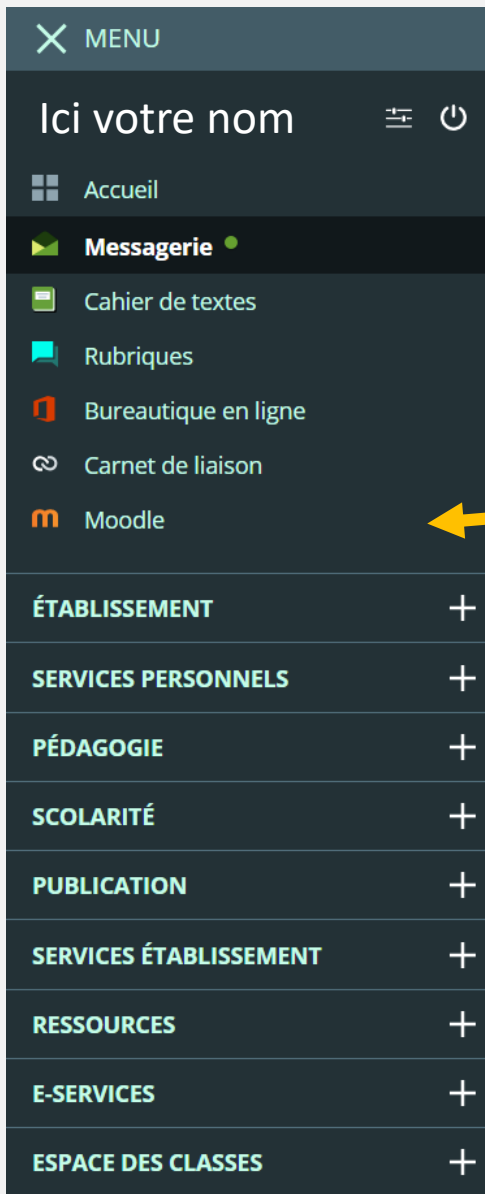 MENU
Ici votre nom
Accueil
Messagerie
Cahier de textes
Rubriques
Bureautique en ligne
Carnet de liaison
Moodle
ÉTABLISSEMENT
SERVICES PERSONNELS
PÉDAGOGIE
SCOLARITÉ
PUBLICATION
SERVICES ÉTABLISSEMENT
RESSOURCES
E-SERVICES
ESPACE DES CLASSES